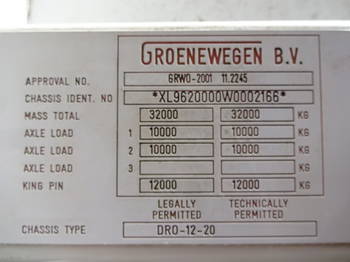 GROENEWEGEN B.V.
APPROVAL NO. GRWO-2001 11.2245
CHASSIS IDENT. NO *XL9620000W0002166*
MASS TOTAL 32000 32000 KG
AXLE LOAD 1 10000 10000 KG
AXLE LOAD 2 10000 10000 KG
AXLE LOAD 3 KG
KING PIN 12000 12000 KG
LEGALLY TECHNICALLY
PERMITTED PERMITTED
CHASSIS TYPE DRO-12-20